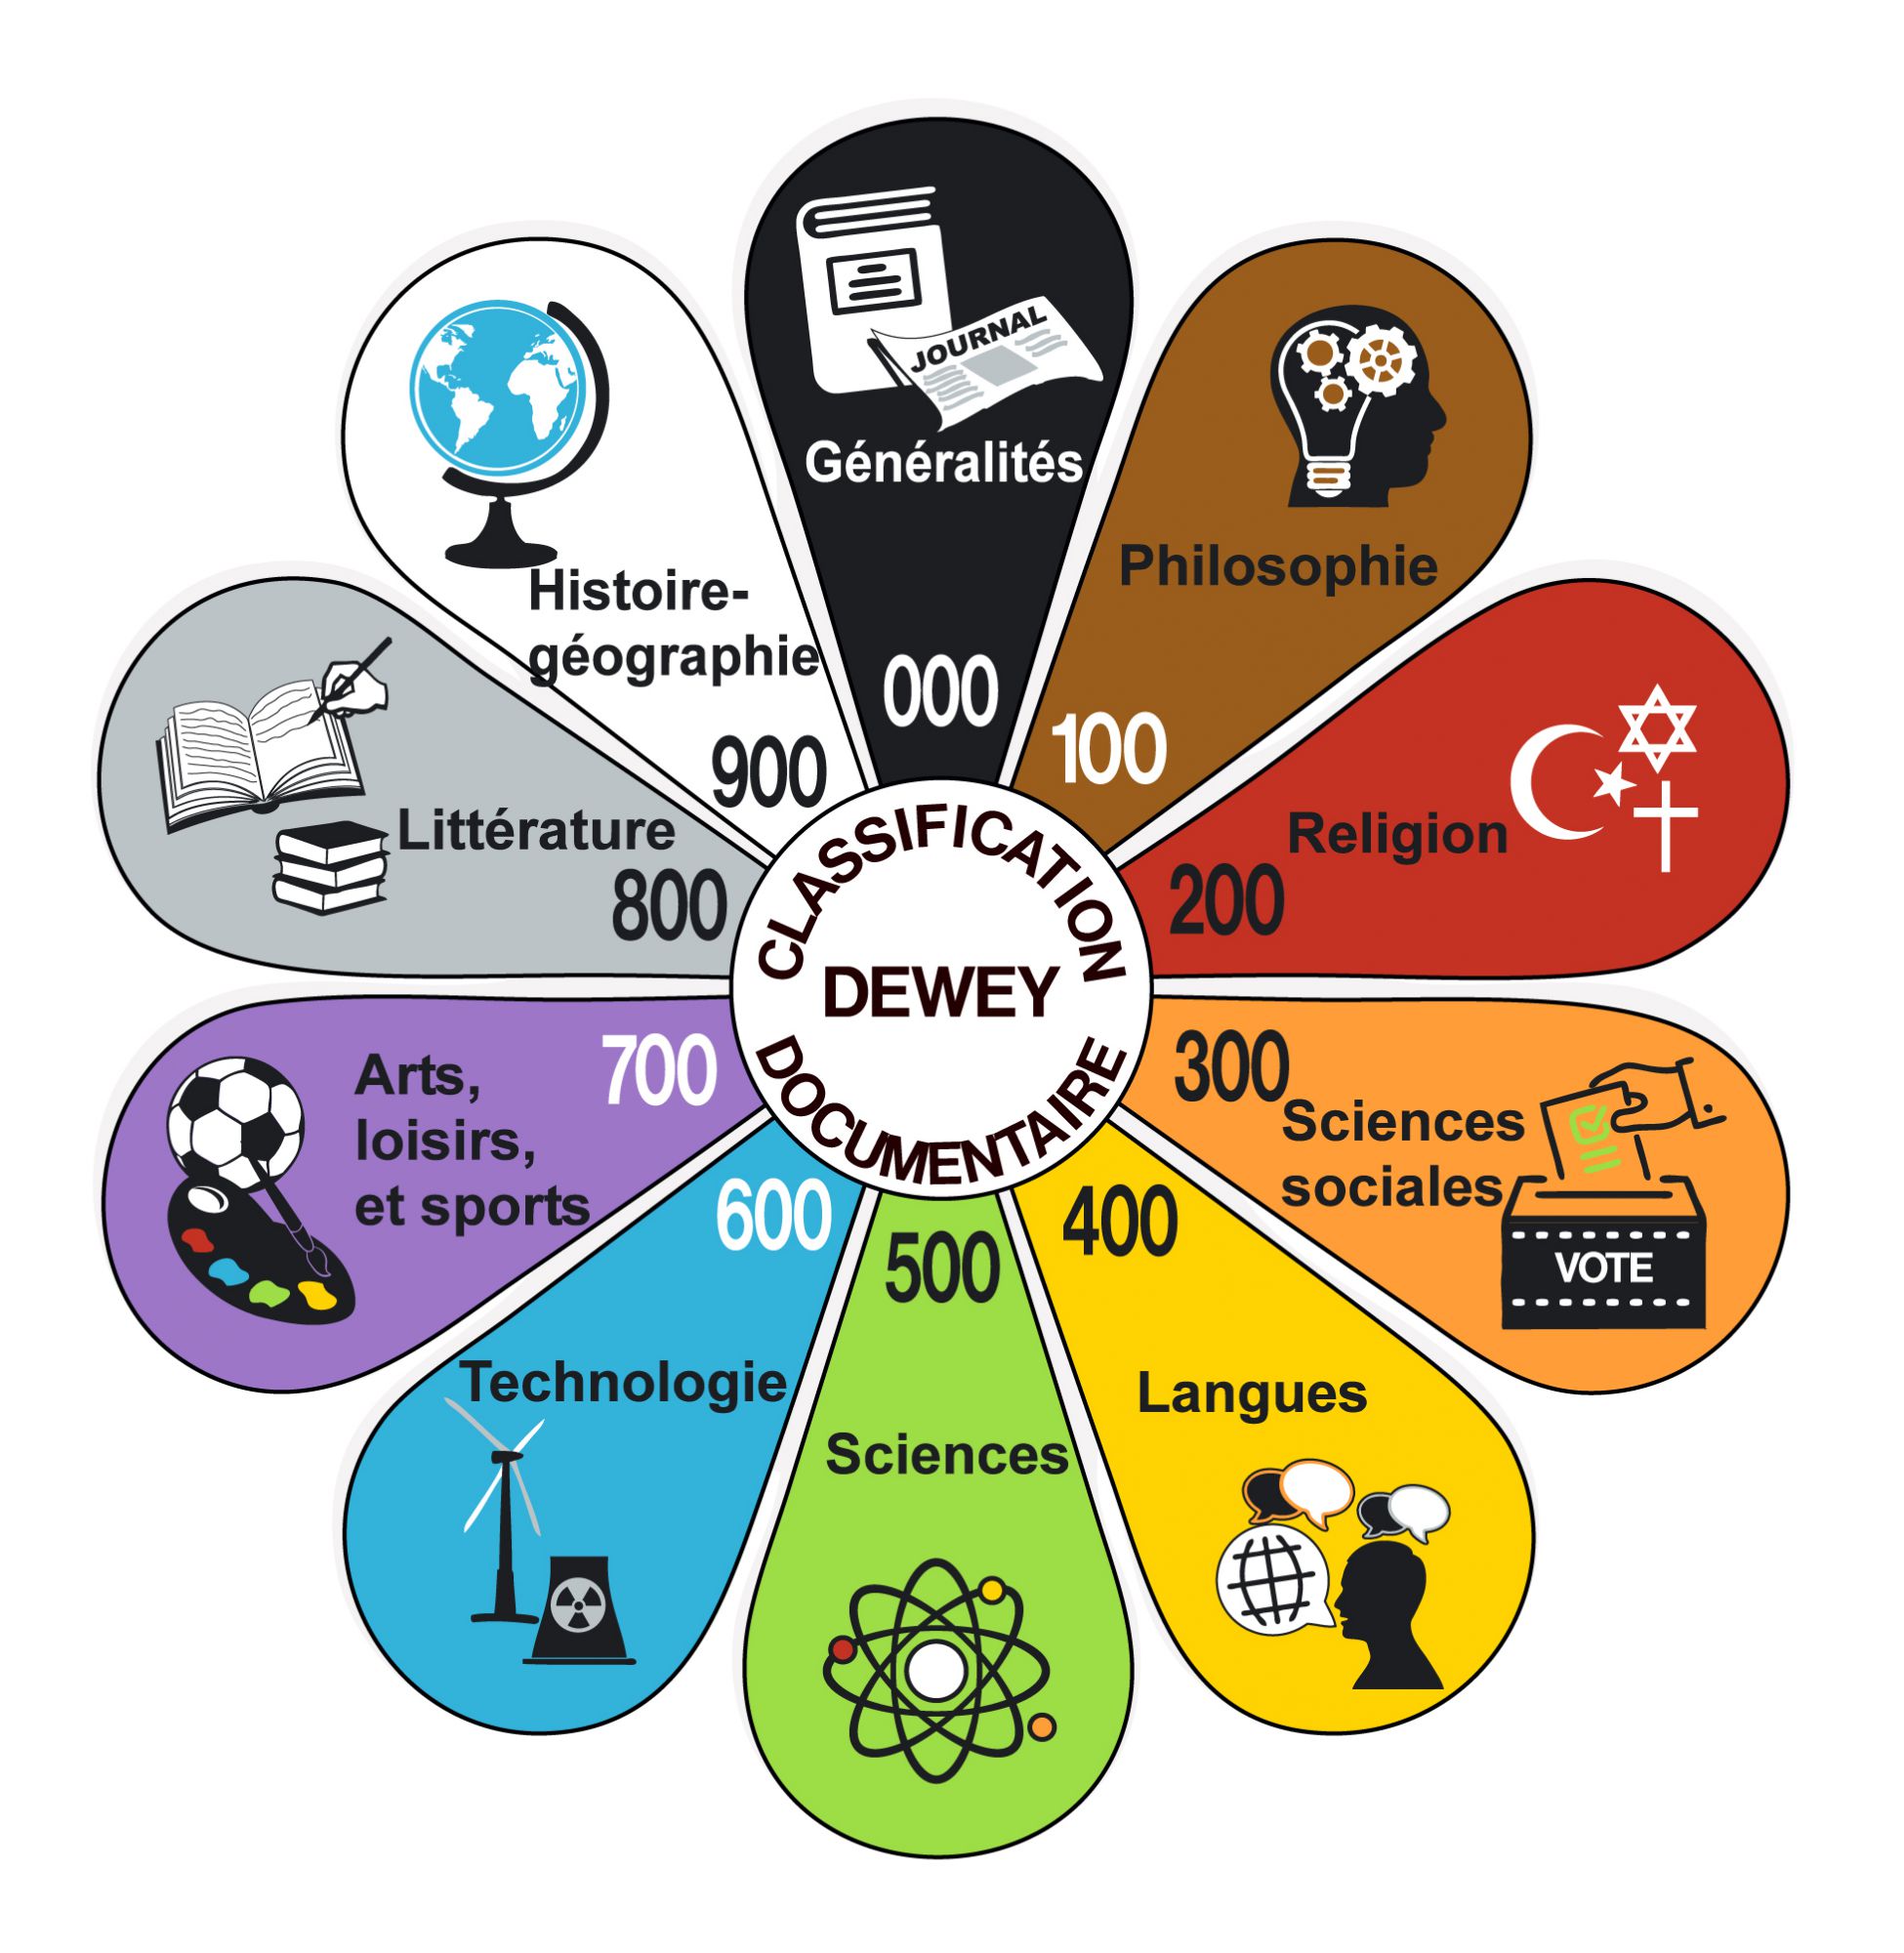 JOURNAL
Généralités
000
Philosophie
100
Religion
200
300
Sciences
sociales
VOTE
400
Langues
500
Sciences
600
Technologie
700
Arts,
loisirs,
et sports
Littérature
800
Histoire-
géographie
900
CLASSIFICATION
DEWEY
DOCUMENTAIRE